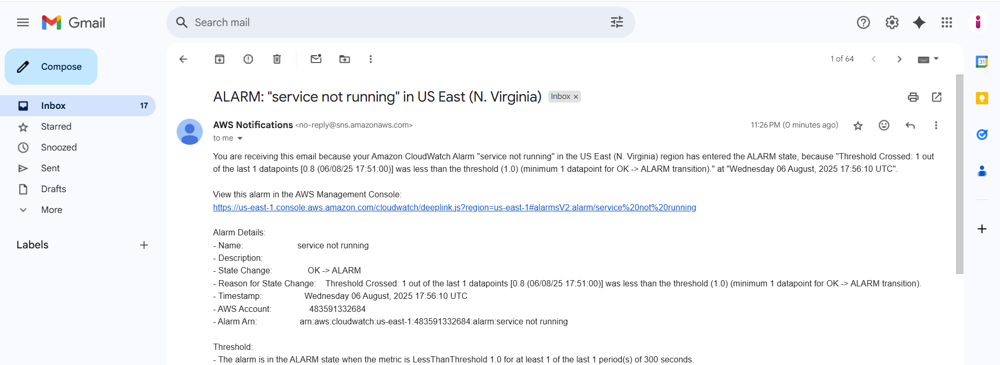 Gmail
Search mail
Compose
Inbox 17
Starred
Snoozed
Sent
Drafts
More
Labels
1 of 64
31
ALARM: "service not running" in US East (N. Virginia) Inbox ×
AWS Notifications <no-reply@sns.amazonaws.com>
11:26 PM (0 minutes ago)
to me
You are receiving this email because your Amazon CloudWatch Alarm "service not running" in the US East (N. Virginia) region has entered the ALARM state, because "Threshold Crossed: 1 out
of the last 1 datapoints [0.8 (06/08/25 17:51:00)] was less than the threshold (1.0) (minimum 1 datapoint for OK -> ALARM transition)." at "Wednesday 06 August, 2025 17:56:10 UTC".
View this alarm in the AWS Management Console:
https://us-east-1.console.aws.amazon.com/cloudwatch/deeplink.js?region=us-east-1#alarmsV2:alarm/service%20not%20running
Alarm Details:
- Name: service not running
- Description:
- State Change: OK -> ALARM
- Reason for State Change: Threshold Crossed: 1 out of the last 1 datapoints [0.8 (06/08/25 17:51:00)] was less than the threshold (1.0) (minimum 1 datapoint for OK -> ALARM transition).
- Timestamp: Wednesday 06 August, 2025 17:56:10 UTC
- AWS Account: 483591332684
- Alarm Arn: arn:aws:cloudwatch:us-east-1:483591332684:alarm:service not running
Threshold:
- The alarm is in the ALARM state when the metric is LessThanThreshold 1.0 for at least 1 of the last 1 period(s) of 300 seconds.